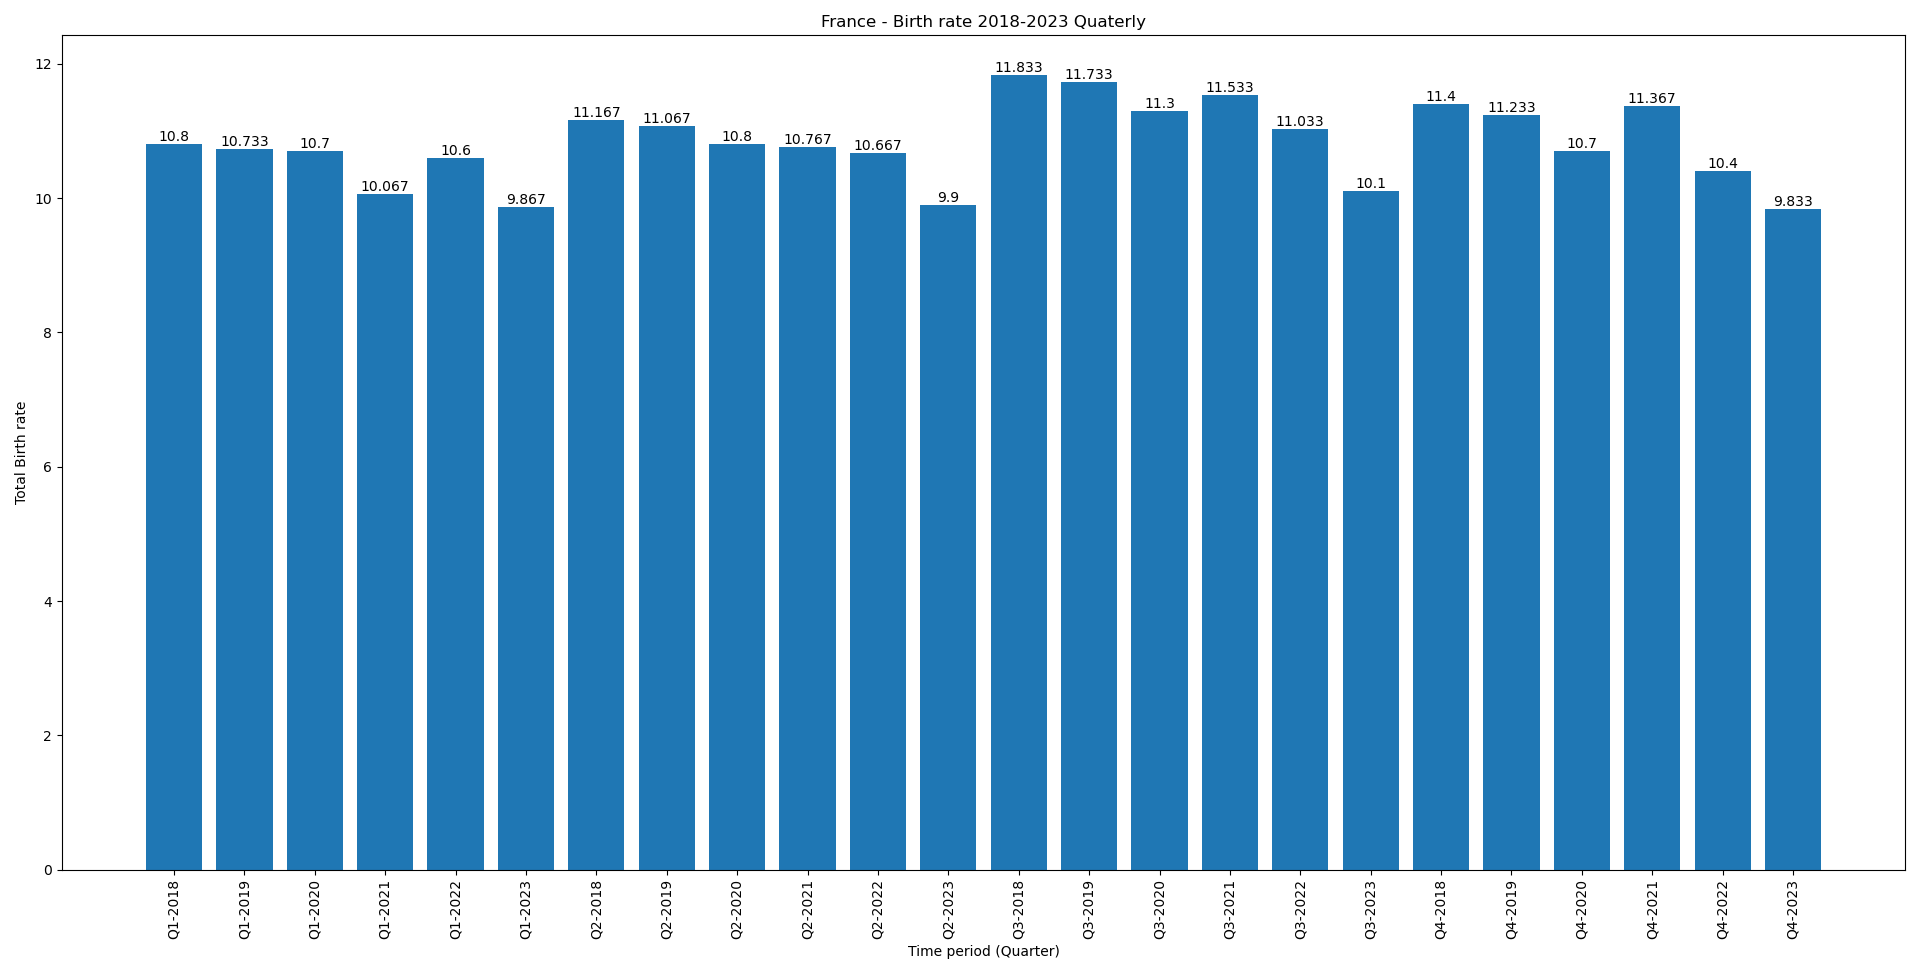 France - Birth rate 2018-2023 Quaterly
Total Birth rate
12
10
8
6
4
2
0
10.8
10.733
10.7
10.067
10.6
9.867
11.167
11.067
10.8
10.767
10.667
9.9
11.833
11.733
11.3
11.533
11.033
10.1
11.4
11.233
10.7
11.367
10.4
9.833
Q1-2018
Q1-2019
Q1-2020
Q1-2021
Q1-2022
Q1-2023
Q2-2018
Q2-2019
Q2-2020
Q2-2021
Q2-2022
Q2-2023
Q3-2018
Q3-2019
Q3-2020
Q3-2021
Q3-2022
Q3-2023
Q4-2018
Q4-2019
Q4-2020
Q4-2021
Q4-2022
Q4-2023
Time period (Quarter)